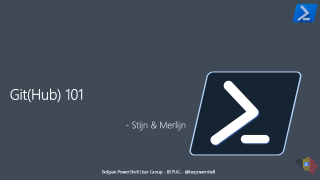 Git(Hub) 101
- Stijn & Merlijn
Belgian PowerShell User Group - BEPUG - @bepowershell